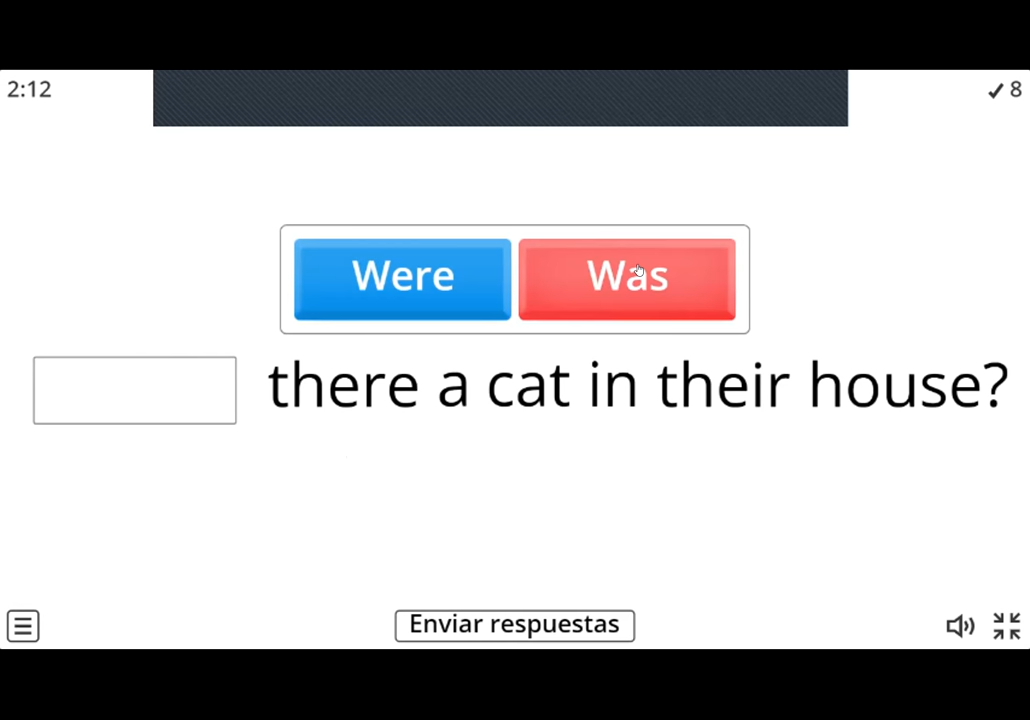 2:12
8
Were Was
there a cat in their house?
Enviar respuestas